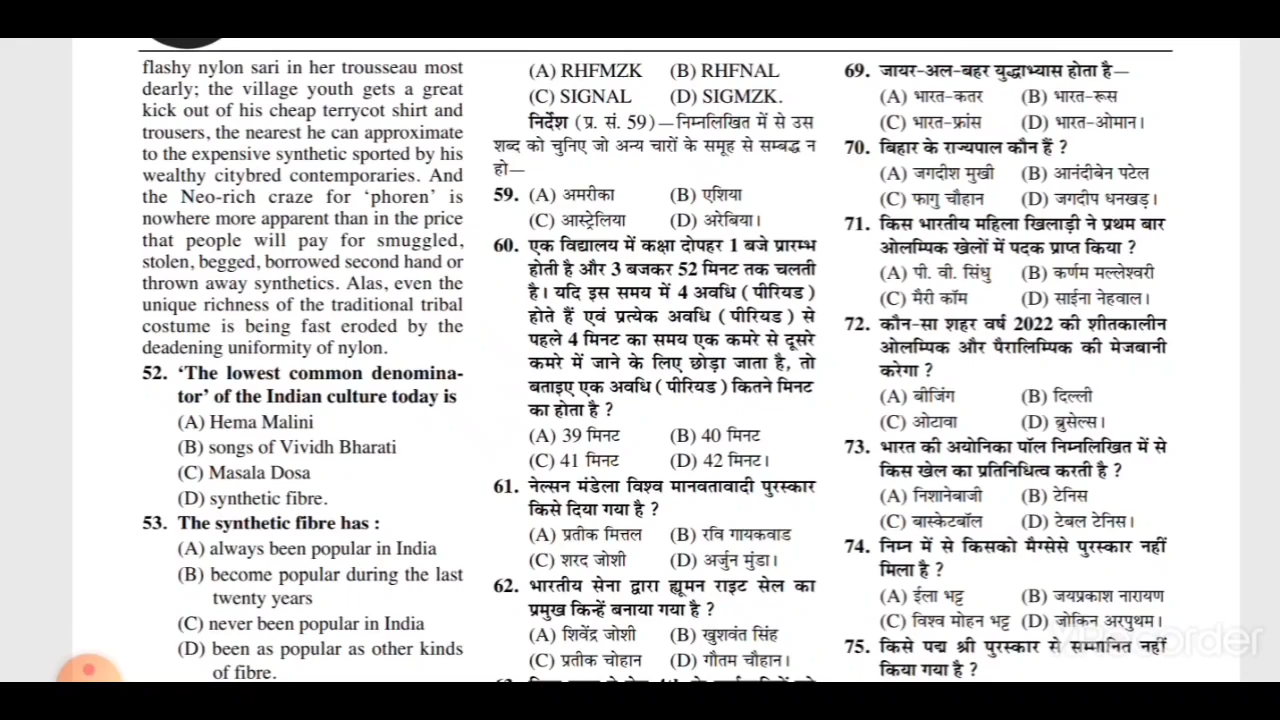 flashy nylon sari in her trousseau most
dearly; the village youth gets a great
kick out of his cheap terrycot shirt and
trousers, the nearest he can approximate
to the expensive synthetic sported by his
wealthy citybred contemporaries. And
the Neo-rich craze for ‘phoren’ is
nowhere more apparent than in the price
that people will pay for smuggled,
stolen, begged, borrowed second hand or
thrown away synthetics. Alas, even the
unique richness of the traditional tribal
costume is being fast eroded by the
deadening uniformity of nylon.
52. ‘The lowest common denomina-
tor’ of the Indian culture today is
(A) Hema Malini
(B) songs of Vividh Bharati
(C) Masala Dosa
(D) synthetic fibre.
53. The synthetic fibre has :
(A) always been popular in India
(B) become popular during the last
twenty years
(C) never been popular in India
(D) been as popular as other kinds
of fibre.
(A) RHFMZK (B) RHFNAL
(C) SIGNAL (D) SIGMZK.
निर्देश (प्र. सं. 59)—निम्नलिखित में से उस
शब्द को चुनिए जो अन्य चारों के समूह से सम्बद्ध न
हो—
59. (A) अमरीका (B) एशिया
(C) आस्ट्रेलिया (D) अरेबिया।
60. एक विद्यालय में कक्षा दोपहर 1 बजे प्रारम्भ
होती है और 3 बजकर 52 मिनट तक चलती
है। यदि इस समय में 4 अवधि ( पीरियड )
होते हैं एवं प्रत्येक अवधि ( पीरियड ) से
पहले 4 मिनट का समय एक कमरे से दूसरे
कमरे में जाने के लिए छोड़ा जाता है, तो
बताइए एक अवधि ( पीरियड ) कितने मिनट
का होता है ?
(A) 39 मिनट (B) 40 मिनट
(C) 41 मिनट (D) 42 मिनट।
61. नेल्सन मंडेला विश्व मानवतावादी पुरस्कार
किसे दिया गया है ?
(A) प्रतीक मित्तल (B) रवि गायकवाड
(C) शरद जोशी (D) अर्जुन मुंडा।
62. भारतीय सेना द्वारा ह्यूमन राइट सेल का
प्रमुख किन्हें बनाया गया है ?
(A) शिवेंद्र जोशी (B) खुशवंत सिंह
(C) प्रतीक चोहान (D) गौतम चौहान।
69. जायर-अल-बहर युद्धाभ्यास होता है—
(A) भारत-कतर (B) भारत-रूस
(C) भारत-फ्रांस (D) भारत-ओमान।
70. बिहार के राज्यपाल कौन हैं ?
(A) जगदीश मुखी (B) आनंदीबेन पटेल
(C) फागु चौहान (D) जगदीप धनखड़।
71. किस भारतीय महिला खिलाड़ी ने प्रथम बार
ओलम्पिक खेलों में पदक प्राप्त किया ?
(A) पी. वी. सिंधु (B) कर्णम मल्लेश्वरी
(C) मैरी कॉम (D) साईना नेहवाल।
72. कौन-सा शहर वर्ष 2022 की शीतकालीन
ओलम्पिक और पैरालिम्पिक की मेजबानी
करेगा ?
(A) बीजिंग (B) दिल्ली
(C) ओटावा (D) ब्रुसेल्स।
73. भारत की अयोनिका पॉल निम्नलिखित में से
किस खेल का प्रतिनिधित्व करती है ?
(A) निशानेबाजी (B) टेनिस
(C) बास्केटबॉल (D) टेबल टेनिस।
74. निम्न में से किसको मैग्सेसे पुरस्कार नहीं
मिला है ?
(A) ईला भट्ट (B) जयप्रकाश नारायण
(C) विश्व मोहन भट्ट (D) जोकिन अरपुथम।
75. किसे पद्म श्री पुरस्कार से सम्मानित नहीं
किया गया है ?